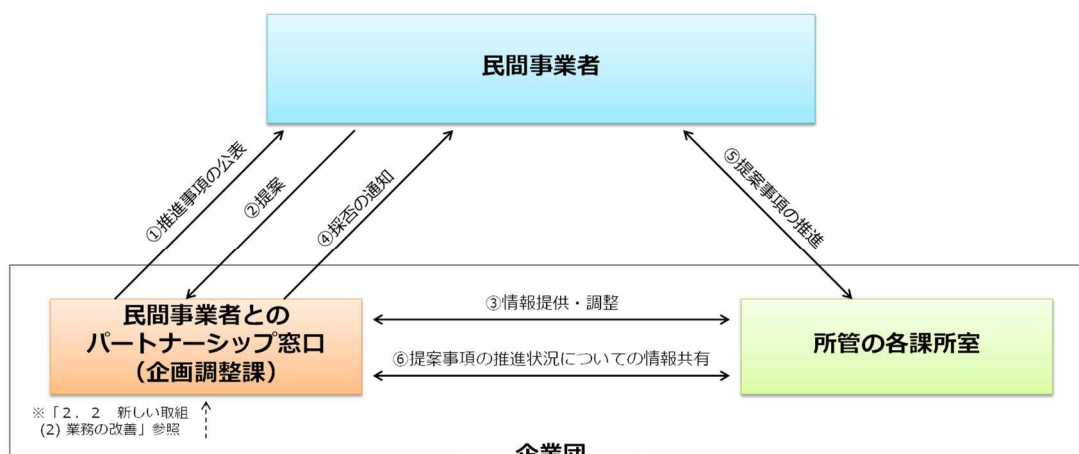 民間事業者
①推進事項の公表
②提案
④採否の通知
⑤提案事項の推進
民間事業者との
パートナーシップ窓口
（企画調整課）
③情報提供・調整
⑥提案事項の推進状況についての情報共有
所管の各課所室
※「２．２　新しい取組
(2) 業務の改善」参照
企業団